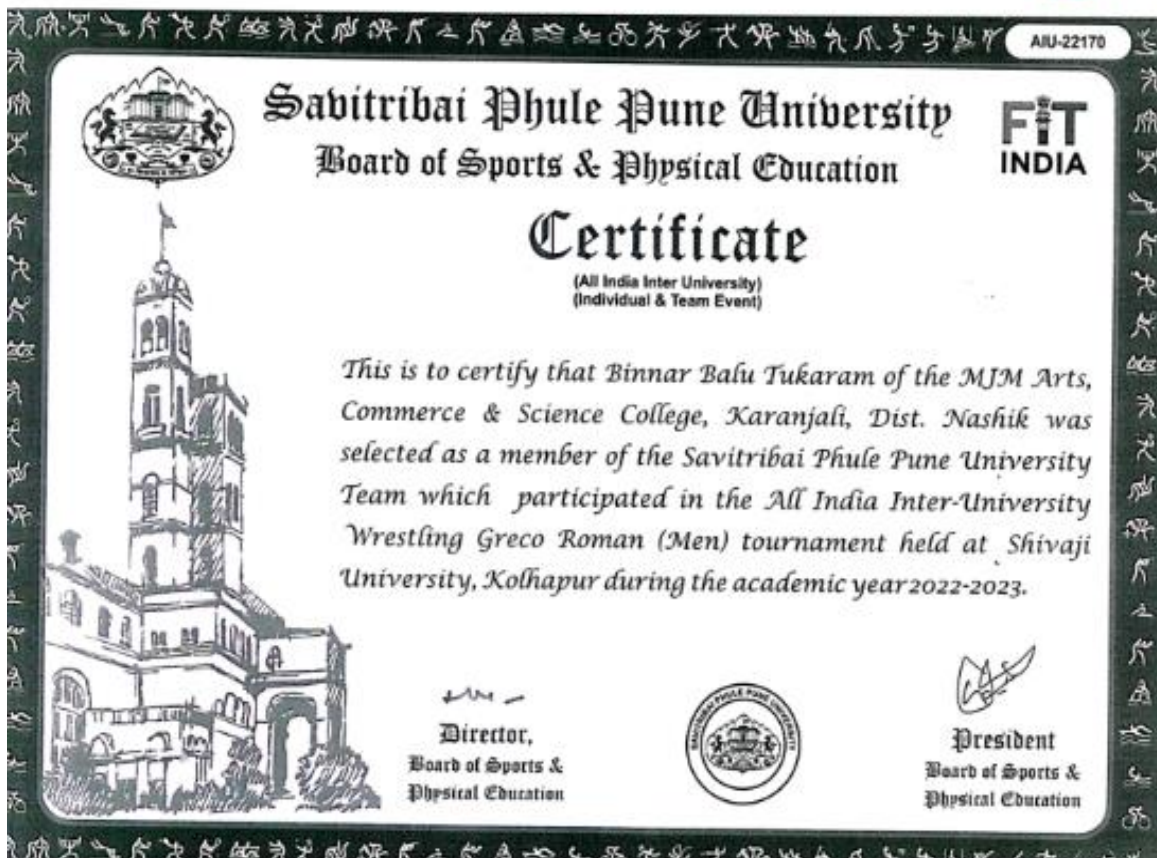 AIU-22170
Savitribai Phule Pune University
Board of Sports & Physical Education
FIT
INDIA
Certificate
(All India Inter University)
(Individual & Team Event)
This is to certify that Binnar Balu Tukaram of the MJM Arts,
Commerce & Science College, Karanjali, Dist. Nashik was
selected as a member of the Savitribai Phule Pune University
Team which participated in the All India Inter-University
Wrestling Greco Roman (Men) tournament held at Shivaji
University, Kolhapur during the academic year 2022-2023.
Director,
Board of Sports &
Physical Education
SAVITRIBAI PHULE PUNE UNIVERSITY
President
Board of Sports &
Physical Education